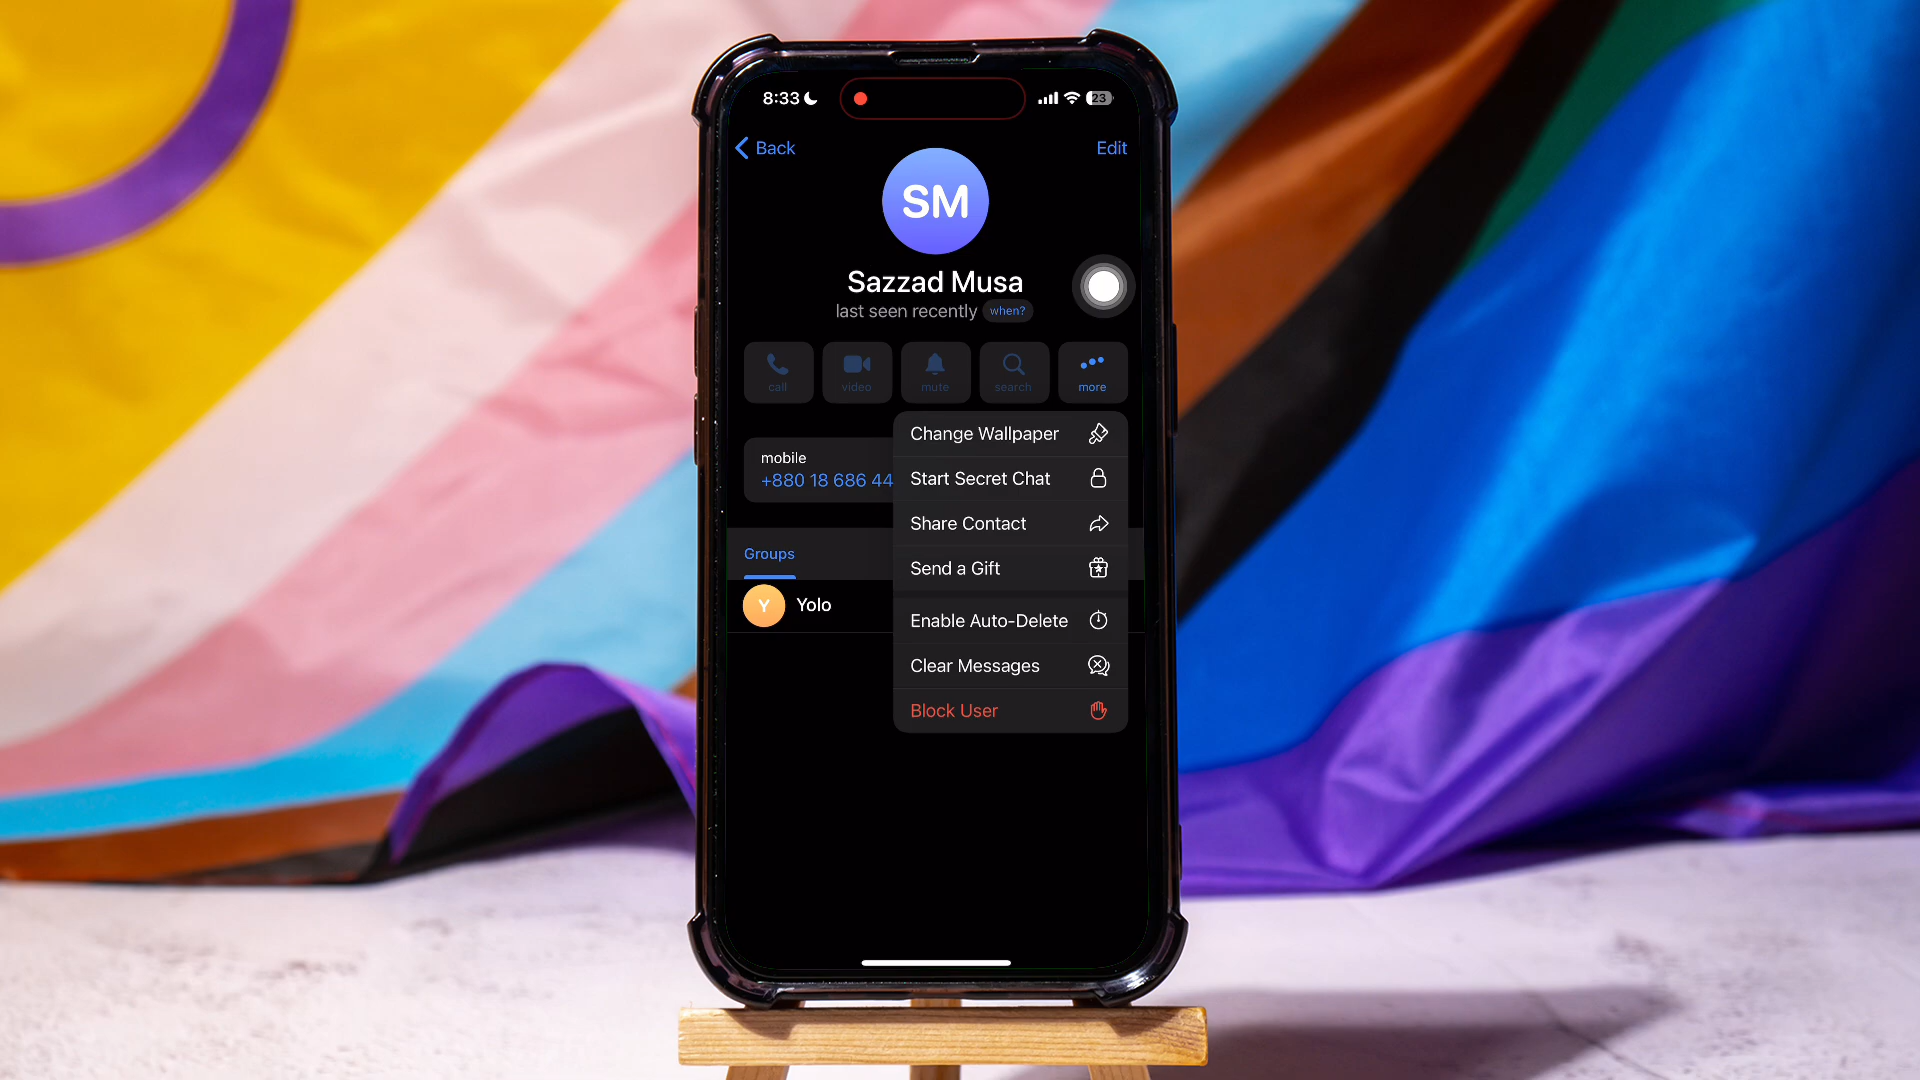 8:33
23
Back
Edit
SM
Sazzad Musa
last seen recently when?
call
video
mute
search
more
Change Wallpaper
mobile
+880 18 686 44
Start Secret Chat
Share Contact
Send a Gift
Groups
Y
Yolo
Enable Auto-Delete
Clear Messages
Block User